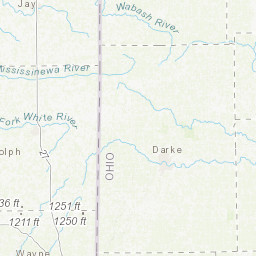 Jay
Wabash River
Mississinewa River
Fork White River
olph
27
OHIO
Darke
36 ft
1251 ft
1211 ft
1250 ft
Wayne